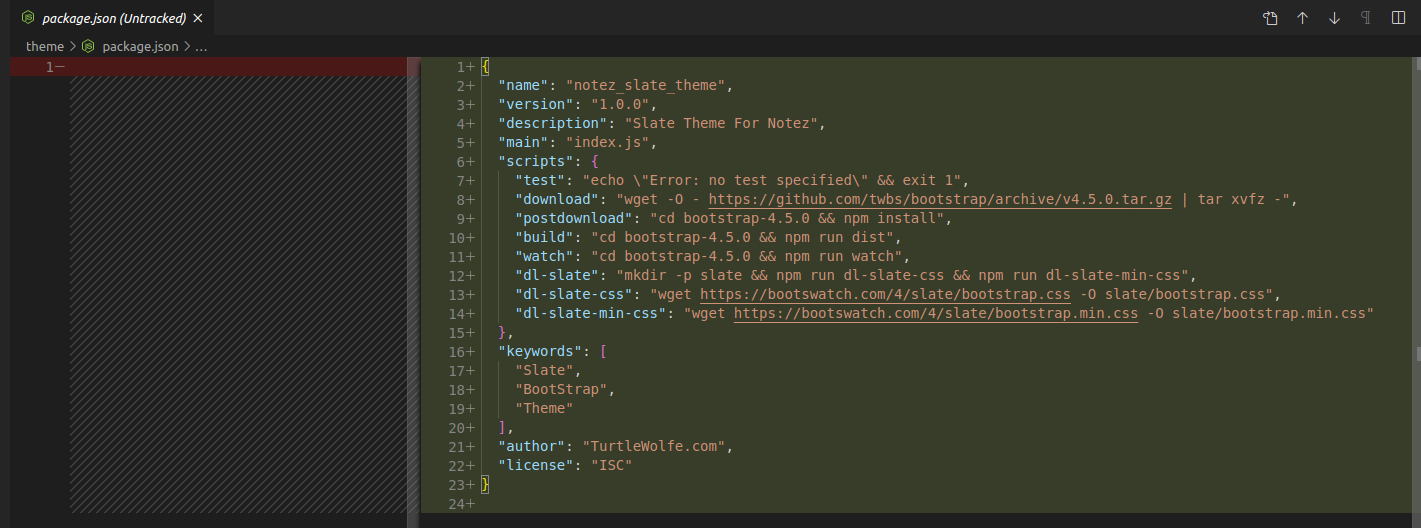 package.json (Untracked)
theme > package.json > ...
1−
1+ {
2+ "name": "notez_slate_theme",
3+ "version": "1.0.0",
4+ "description": "Slate Theme For Notez",
5+ "main": "index.js",
6+ "scripts": {
7+ "test": "echo \"Error: no test specified\" && exit 1",
8+ "download": "wget -O - https://github.com/twbs/bootstrap/archive/v4.5.0.tar.gz | tar xvfz -",
9+ "postdownload": "cd bootstrap-4.5.0 && npm install",
10+ "build": "cd bootstrap-4.5.0 && npm run dist",
11+ "watch": "cd bootstrap-4.5.0 && npm run watch",
12+ "dl-slate": "mkdir -p slate && npm run dl-slate-css && npm run dl-slate-min-css",
13+ "dl-slate-css": "wget https://bootswatch.com/4/slate/bootstrap.css -O slate/bootstrap.css",
14+ "dl-slate-min-css": "wget https://bootswatch.com/4/slate/bootstrap.min.css -O slate/bootstrap.min.css"
15+ },
16+ "keywords": [
17+ "Slate",
18+ "BootStrap",
19+ "Theme"
20+ ],
21+ "author": "TurtleWolfe.com",
22+ "license": "ISC"
23+ }
24+